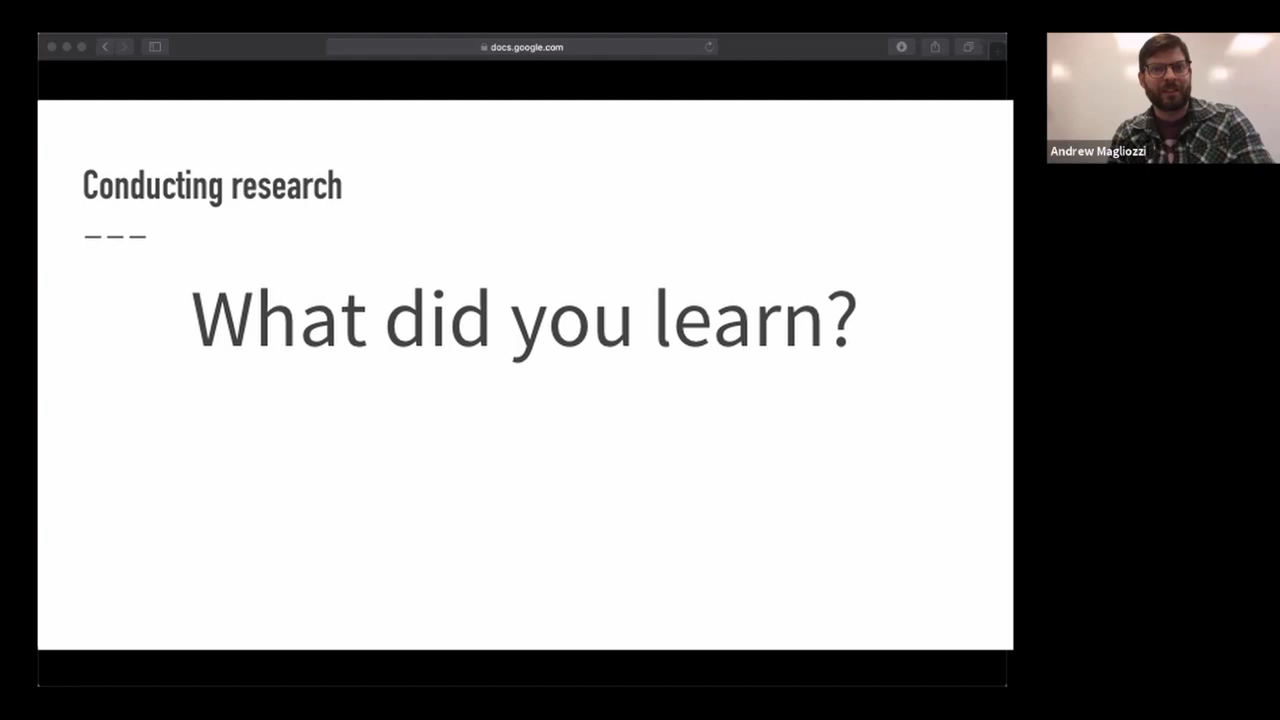 docs.google.com
Conducting research
What did you learn?
Andrew Magliozzi